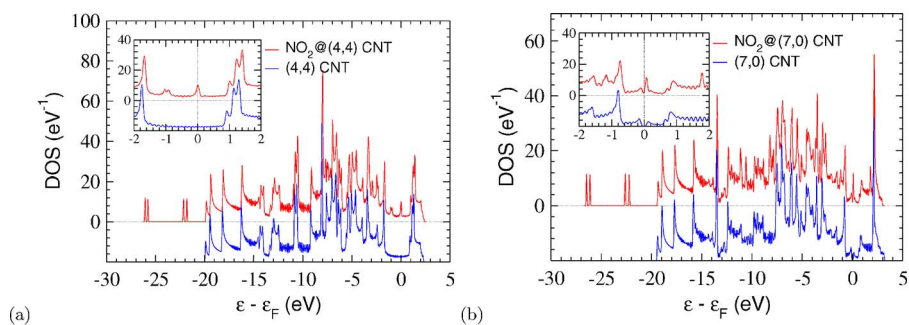 (a)
100
80
60
40
20
0
DOS (eV⁻¹)
40
20
0
-2 -1 0 1 2
NO₂@(4,4) CNT
(4,4) CNT
-30 -25 -20 -15 -10 -5 0 5
ε - ε_F (eV)
(b)
60
40
20
0
DOS (eV⁻¹)
40
20
0
-2 -1 0 1 2
NO₂@(7,0) CNT
(7,0) CNT
-30 -25 -20 -15 -10 -5 0 5
ε - ε_F (eV)
(a)
(b)